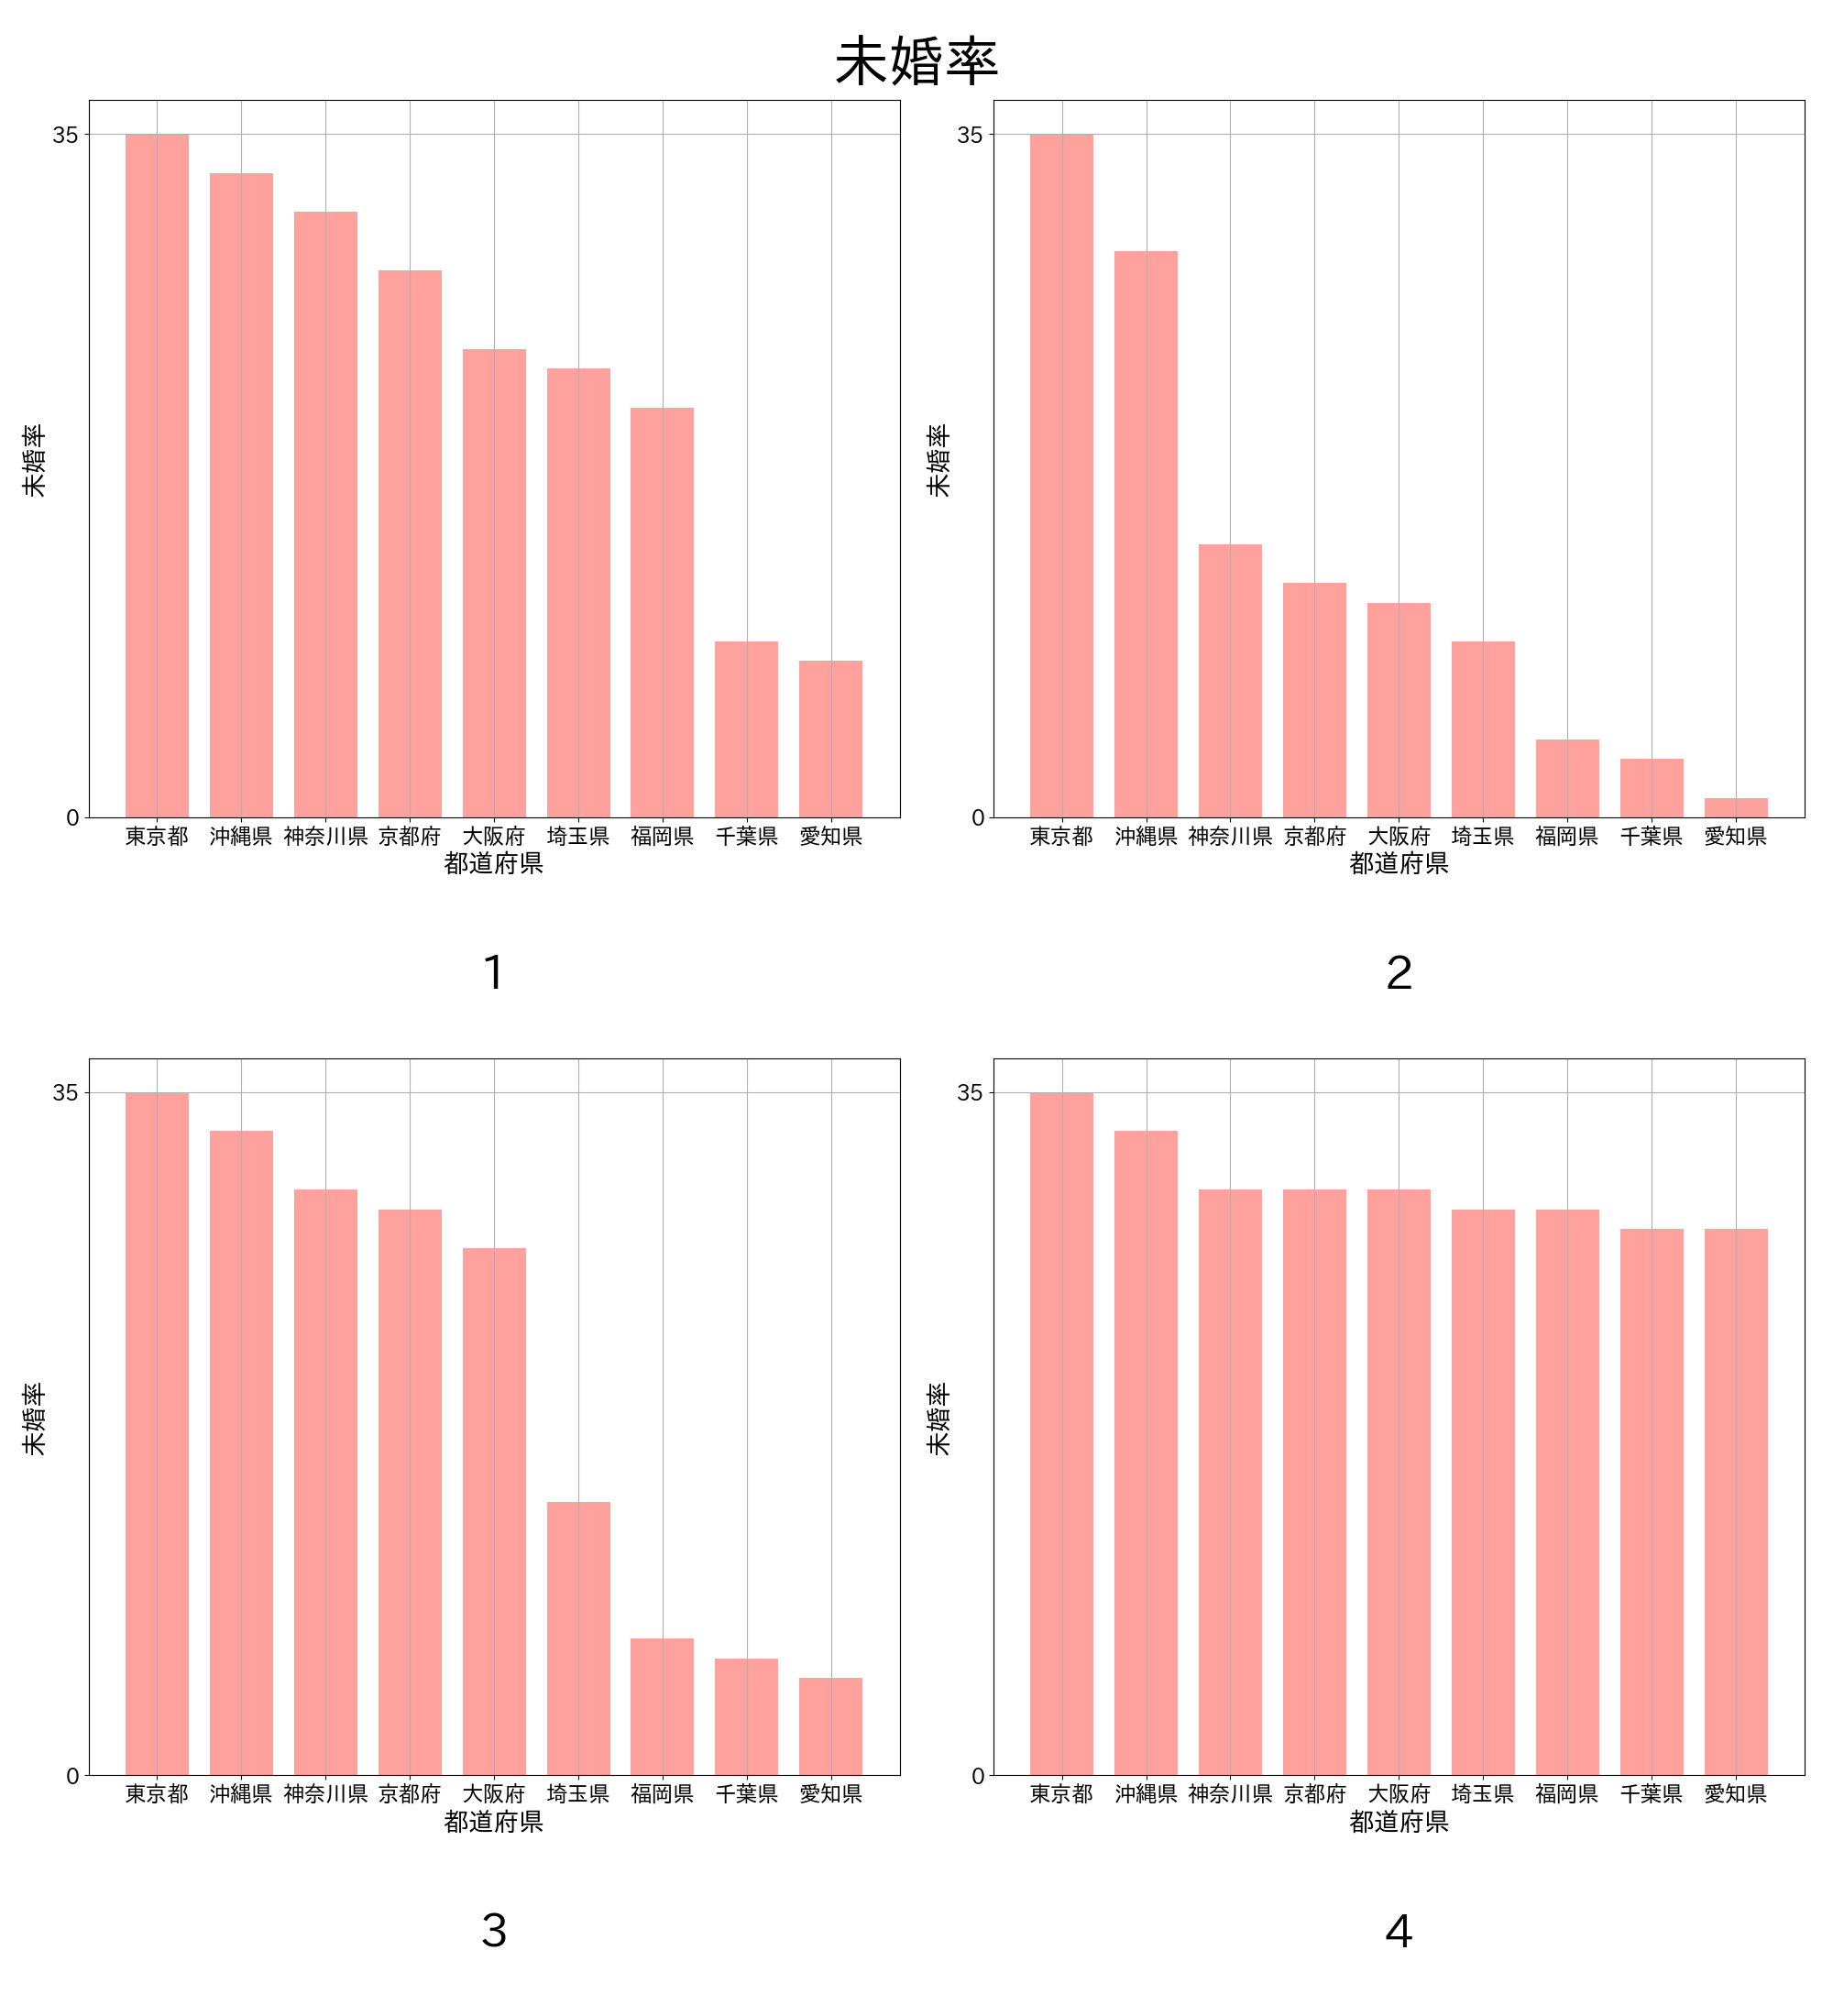 未婚率
35
0
未婚率
東京都 沖縄県 神奈川県 京都府 大阪府 埼玉県 福岡県 千葉県 愛知県
都道府県
1
35
0
未婚率
東京都 沖縄県 神奈川県 京都府 大阪府 埼玉県 福岡県 千葉県 愛知県
都道府県
2
35
0
未婚率
東京都 沖縄県 神奈川県 京都府 大阪府 埼玉県 福岡県 千葉県 愛知県
都道府県
3
35
0
未婚率
東京都 沖縄県 神奈川県 京都府 大阪府 埼玉県 福岡県 千葉県 愛知県
都道府県
4